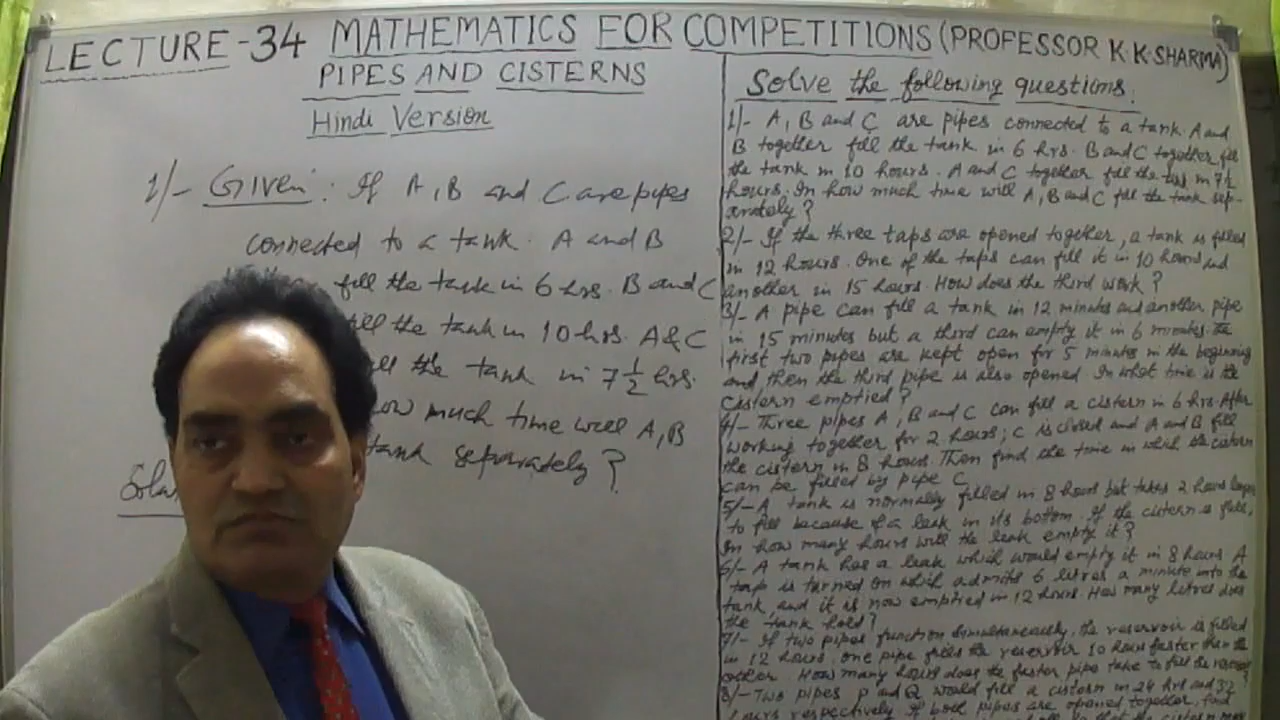 LECTURE-34 MATHEMATICS FOR COMPETITIONS (PROFESSOR K.K.SHARMA)
PIPES AND CISTERNS
Hindi Version
1/- Given: If A, B and C are pipes
connected to a tank. A and B
fill the tank in 6 hrs. B and C
the tank in 10 hrs. A & C
the tank in 7 1/2 hrs.
much time will A, B
tank separately?
Solve the following questions:
1/- A, B and C are pipes connected to a tank. A and
B together fill the tank in 6 hrs. B and C together fill
the tank in 10 hours. A and C together fill the tank in 7 1/2
hours. In how much time will A, B and C fill the tank sep-
arately?
2/- If the three taps are opened together, a tank is filled
in 12 hours. One of the taps can fill it in 10 hours and
another in 15 hours. How does the third work?
3/- A pipe can fill a tank in 12 minutes and another pipe
in 15 minutes but a third can empty it in 6 minutes. The
first two pipes are kept open for 5 minutes in the beginning
and then the third pipe is also opened. In what time is the
cistern emptied?
4/- Three pipes A, B and C can fill a cistern in 6 hrs. After
working together for 2 hours; C is closed and A and B fill
the cistern in 8 hours. Then find the time in which the cistern
can be filled by pipe C
5/- A tank is normally filled in 8 hours but takes 2 hours longer
to fill because of a leak in its bottom. If the cistern is full,
In how many hours will the leak empty it?
6/- A tank has a leak which would empty it in 8 hours A
tap is turned on which admits 6 litres a minute into the
tank and it is now emptied in 12 hours. How many litres does
the tank hold?
7/- If two pipes function simultaneously, the reservoir is filled
in 12 hours. One pipe fills the reservoir 10 hours faster than the
other. How many hours does the faster pipe take to fill the
8/- Two pipes P and Q would fill a cistern in 24 hrs and 32
hours respectively. If both pipes are opened together, find